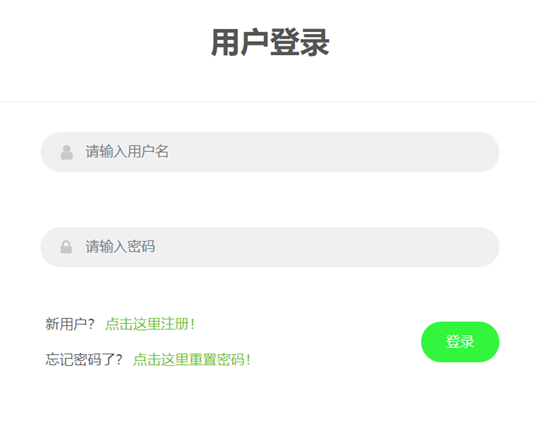 用户登录
请输入用户名
请输入密码
新用户？ 点击这里注册！
忘记密码了？ 点击这里重置密码！
登录